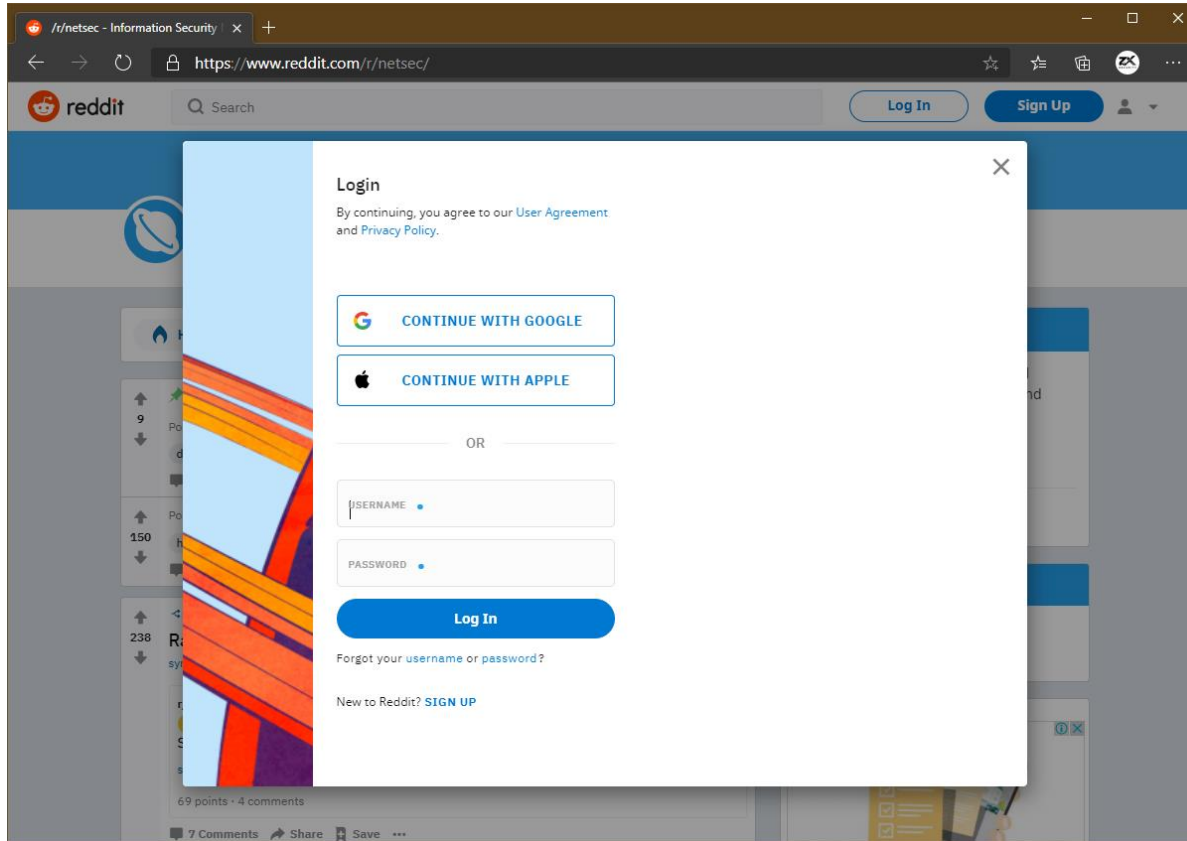 /r/netsec - Information Security
https://www.reddit.com/r/netsec/
ZX
reddit
Search
Log In
Sign Up
Login
By continuing, you agree to our User Agreement
and Privacy Policy.
CONTINUE WITH GOOGLE
CONTINUE WITH APPLE
OR
USERNAME
PASSWORD
Log In
Forgot your username or password?
New to Reddit? SIGN UP
9
150
238
69 points · 4 comments
7 Comments Share Save